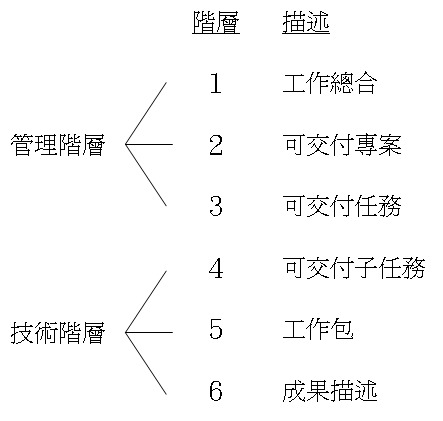 階層 描述
1 工作總合
管理階層 2 可交付專案
3 可交付任務
4 可交付子任務
技術階層 5 工作包
6 成果描述